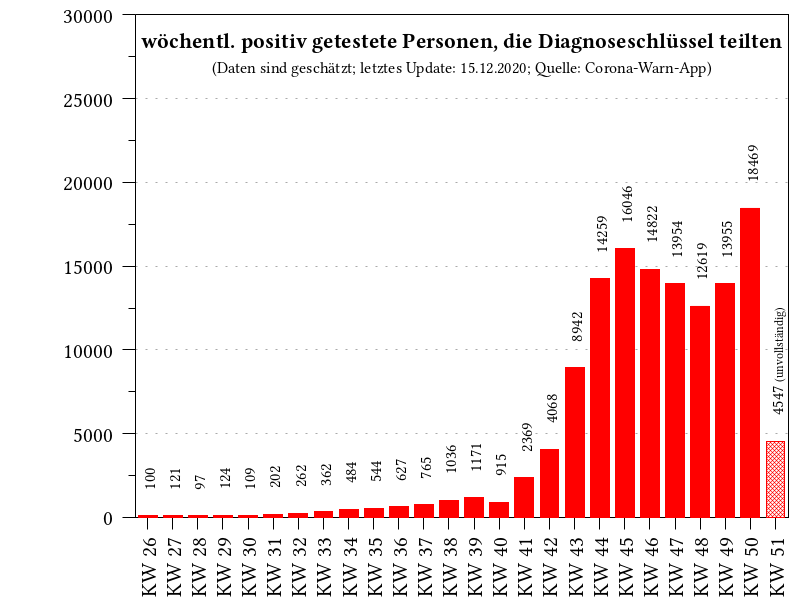 wöchentl. positiv getestete Personen, die Diagnoseschlüssel teilten
(Daten sind geschätzt; letztes Update: 15.12.2020; Quelle: Corona-Warn-App)
30000
25000
20000
15000
10000
5000
0
100
121
97
124
109
202
262
362
484
544
627
765
1036
1171
915
2369
4068
8942
14259
16046
14822
13954
12619
13955
18469
4547 (unvollständig)
KW 26
KW 27
KW 28
KW 29
KW 30
KW 31
KW 32
KW 33
KW 34
KW 35
KW 36
KW 37
KW 38
KW 39
KW 40
KW 41
KW 42
KW 43
KW 44
KW 45
KW 46
KW 47
KW 48
KW 49
KW 50
KW 51